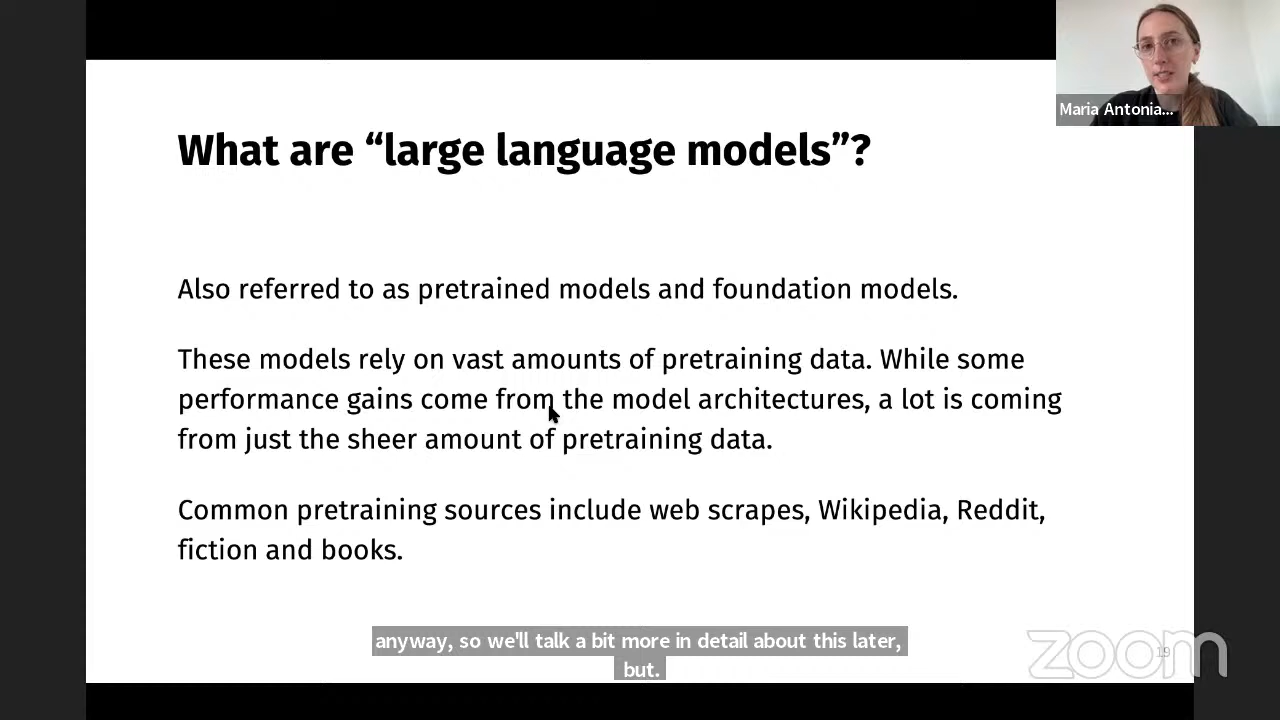 Maria Antonia...
What are “large language models”?
Also referred to as pretrained models and foundation models.
These models rely on vast amounts of pretraining data. While some
performance gains come from the model architectures, a lot is coming
from just the sheer amount of pretraining data.
Common pretraining sources include web scrapes, Wikipedia, Reddit,
fiction and books.
anyway, so we'll talk a bit more in detail about this later,
but.
zoom
19